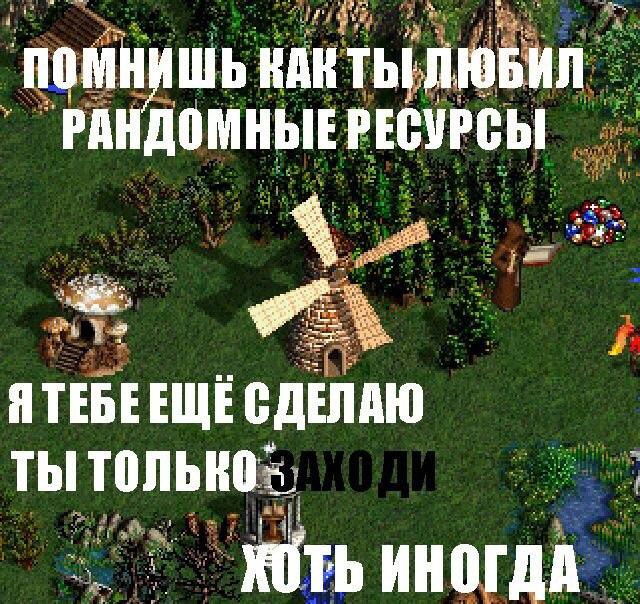 ПОМНИШЬ КАК ТЫ ЛЮБИЛ
РАНДОМНЫЕ РЕСУРСЫ
Я ТЕБЕ ЕЩЁ СДЕЛАЮ
ТЫ ТОЛЬКО ЗАХОДИ
ХОТЬ ИНОГДА